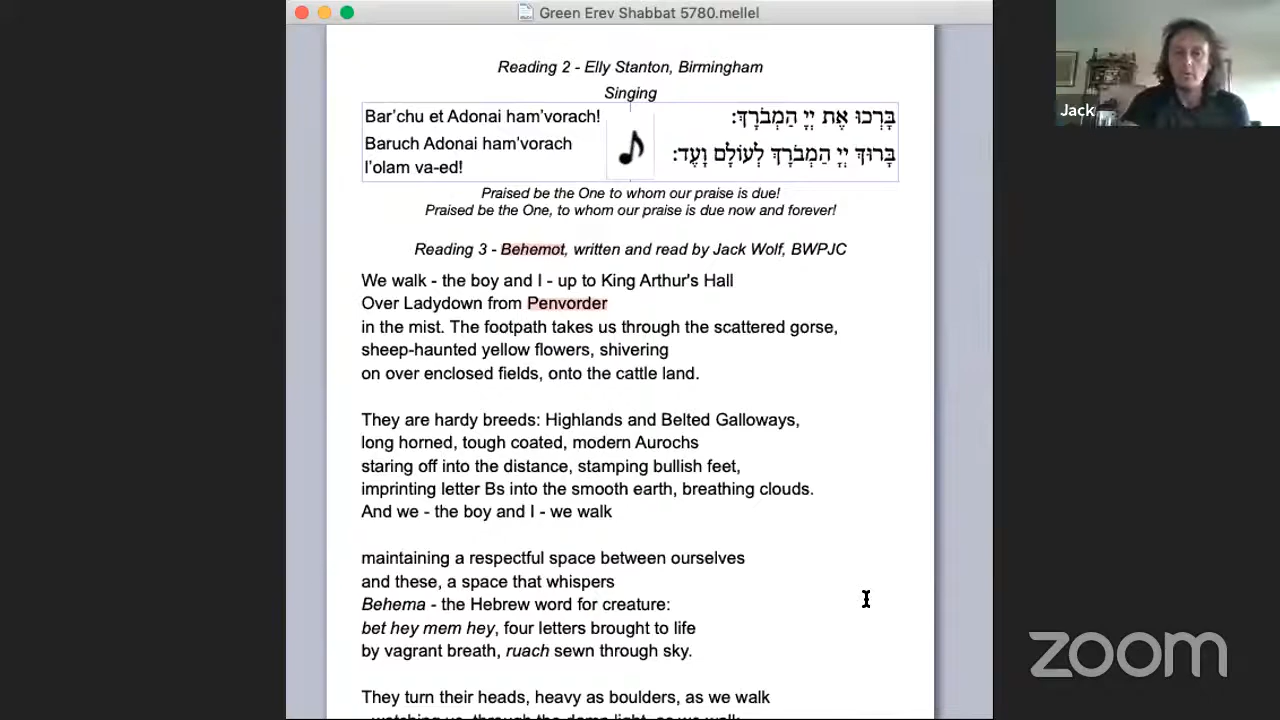 Green Erev Shabbat 5780.mellel
Reading 2 - Elly Stanton, Birmingham
Singing
Bar'chu et Adonai ham'vorach!
Baruch Adonai ham'vorach
l'olam va-ed!
בָּרְכוּ אֶת יְיָ הַמְבֹרָךְ:
בָּרוּךְ יְיָ הַמְבֹרָךְ לְעוֹלָם וָעֶד:
Praised be the One to whom our praise is due!
Praised be the One, to whom our praise is due now and forever!
Reading 3 - Behemot, written and read by Jack Wolf, BWPJC
We walk - the boy and I - up to King Arthur's Hall
Over Ladydown from Penvorder
in the mist. The footpath takes us through the scattered gorse,
sheep-haunted yellow flowers, shivering
on over enclosed fields, onto the cattle land.
They are hardy breeds: Highlands and Belted Galloways,
long horned, tough coated, modern Aurochs
staring off into the distance, stamping bullish feet,
imprinting letter Bs into the smooth earth, breathing clouds.
And we - the boy and I - we walk
maintaining a respectful space between ourselves
and these, a space that whispers
Behema - the Hebrew word for creature:
bet hey mem hey, four letters brought to life
by vagrant breath, ruach sewn through sky.
They turn their heads, heavy as boulders, as we walk
- watching us, through the damp light, as we walk
Jack
zoom